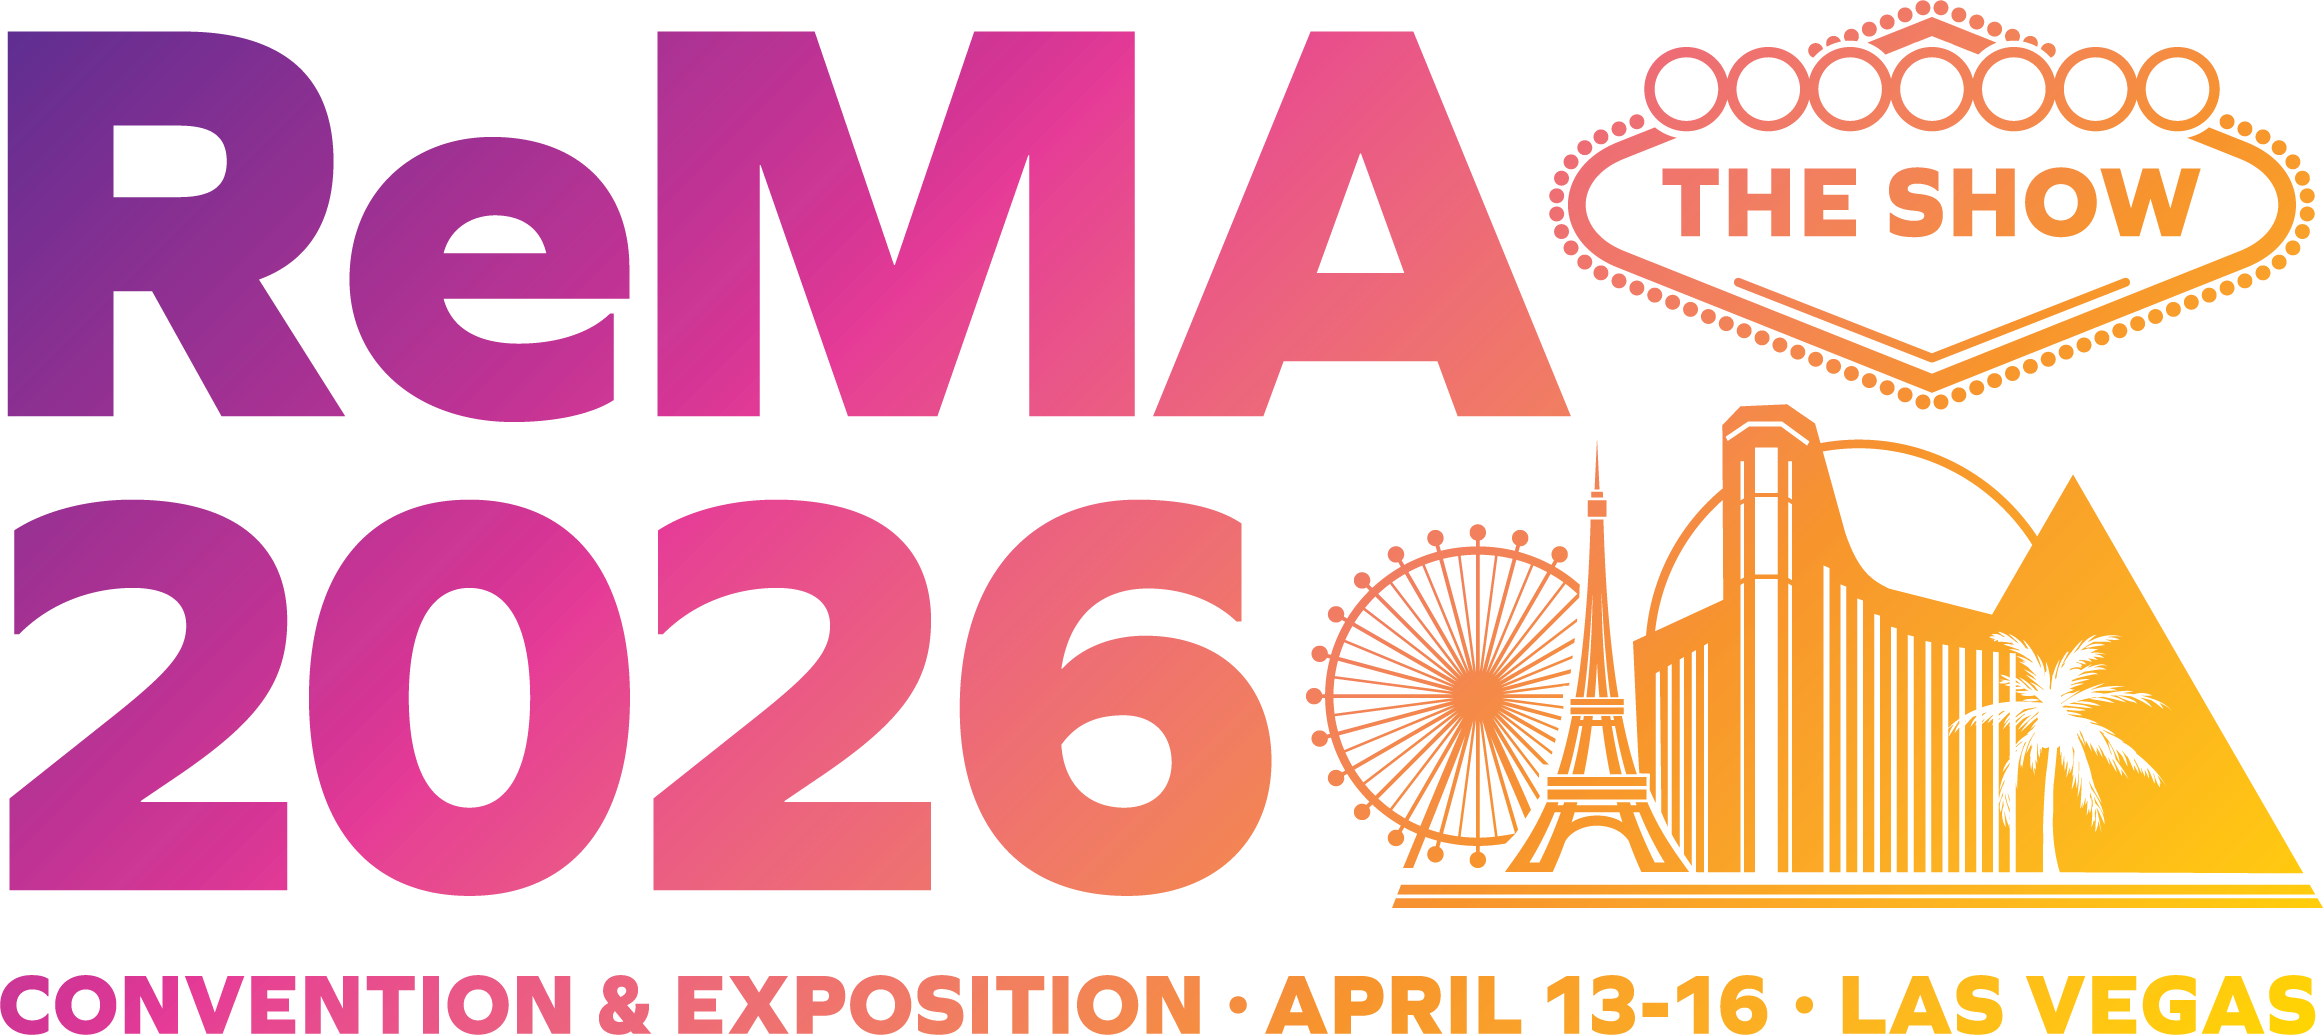 ReMA
THE SHOW
2026
CONVENTION & EXPOSITION • APRIL 13-16 • LAS VEGAS